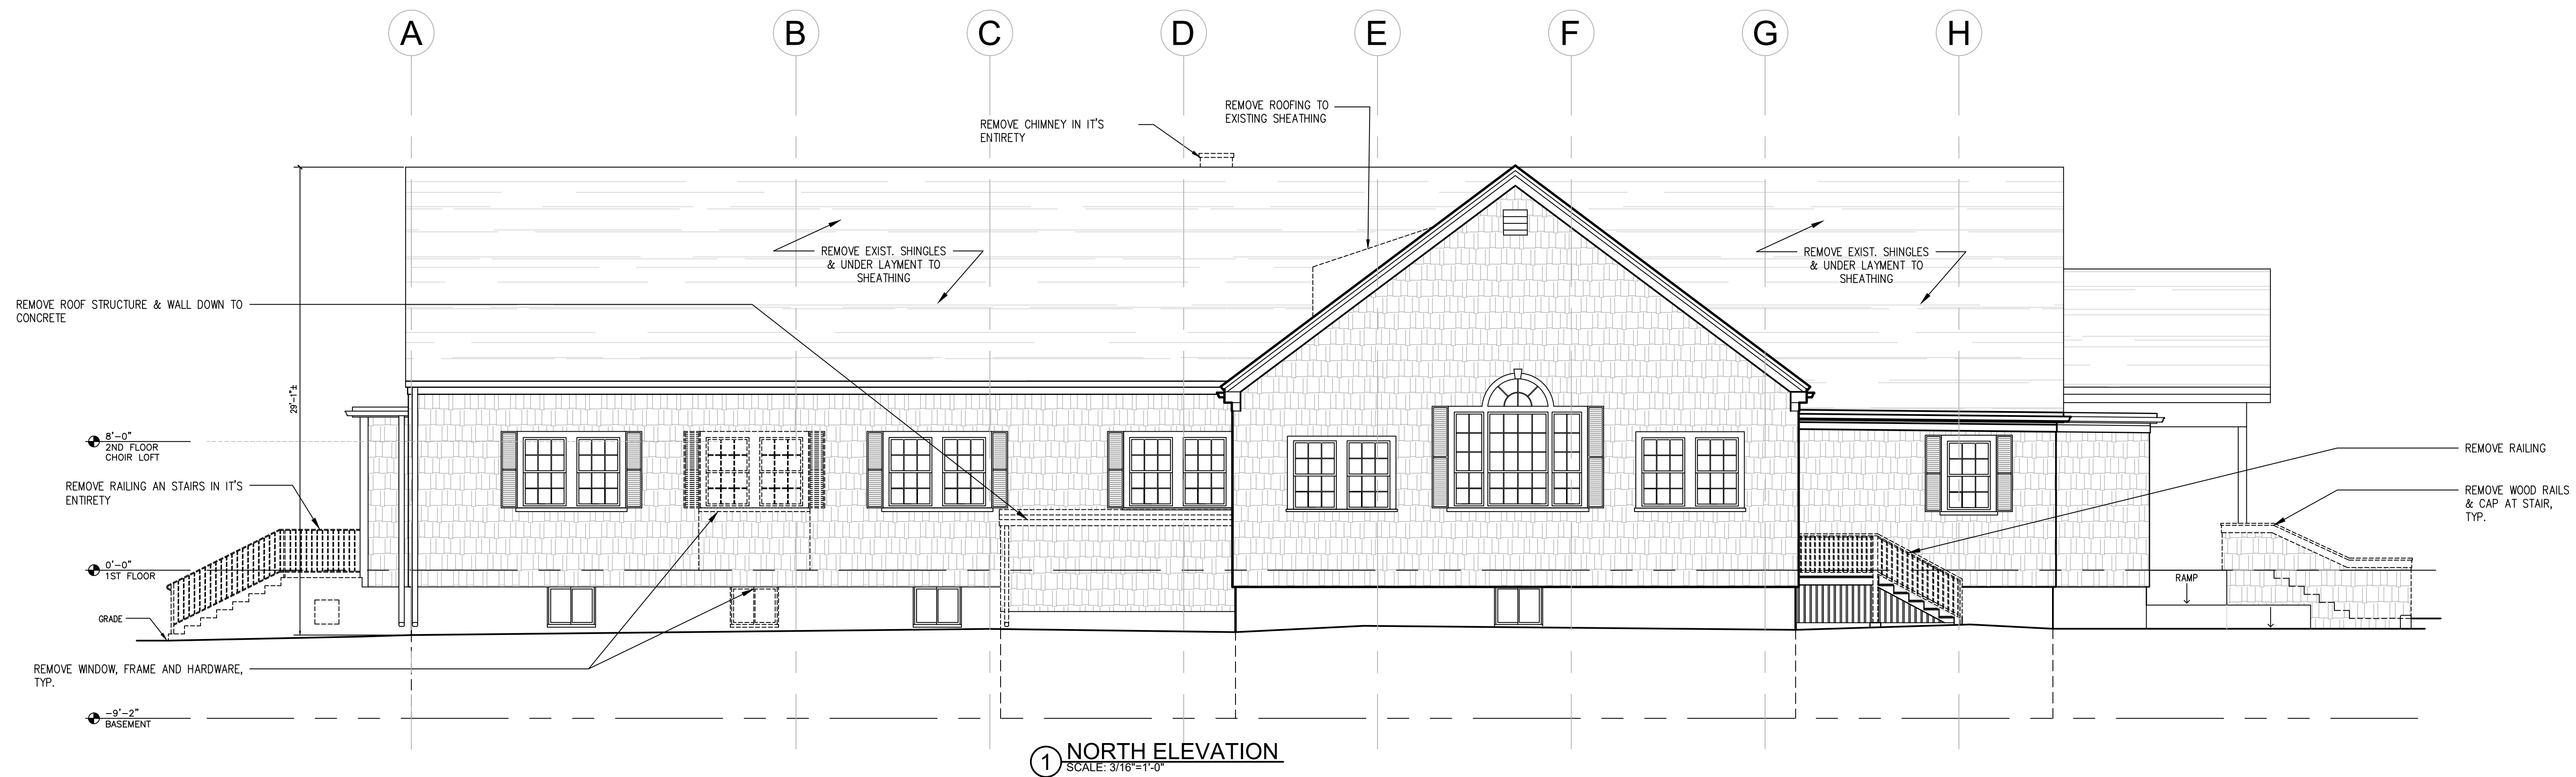 A
B
C
D
E
F
G
H
REMOVE ROOFING TO
EXISTING SHEATHING
REMOVE CHIMNEY IN IT'S
ENTIRETY
REMOVE EXIST. SHINGLES
& UNDER LAYMENT TO
SHEATHING
REMOVE EXIST. SHINGLES
& UNDER LAYMENT TO
SHEATHING
REMOVE ROOF STRUCTURE & WALL DOWN TO
CONCRETE
29'-1"±
8'-0"
2ND FLOOR
CHOIR LOFT
REMOVE RAILING
REMOVE RAILING AN STAIRS IN IT'S
ENTIRETY
REMOVE WOOD RAILS
& CAP AT STAIR,
TYP.
0'-0"
1ST FLOOR
RAMP
GRADE
REMOVE WINDOW, FRAME AND HARDWARE,
TYP.
-9'-2"
BASEMENT
1
NORTH ELEVATION
SCALE: 3/16"=1'-0"